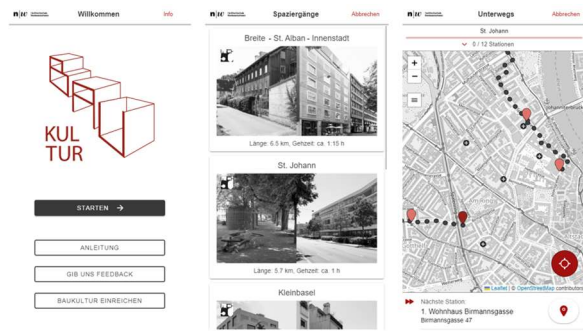 n|w
Willkommen
Info
KUL
TUR
STARTEN →
ANLEITUNG
GIB UNS FEEDBACK
BAUKULTUR EINREICHEN
n|w
Spaziergänge
Abbrechen
Breite - St. Alban - Innenstadt
Länge: 6.5 km, Gehzeit: ca. 1:15 h
St. Johann
Länge: 5.7 km, Gehzeit: ca. 1 h
Kleinbasel
n|w
Unterwegs
Abbrechen
St. Johann
0 / 12 Stationen
+
−
Leaflet | © OpenStreetMap contributors
Nächste Station:
1. Wohnhaus Birmannsgasse
Birmannsgasse 47